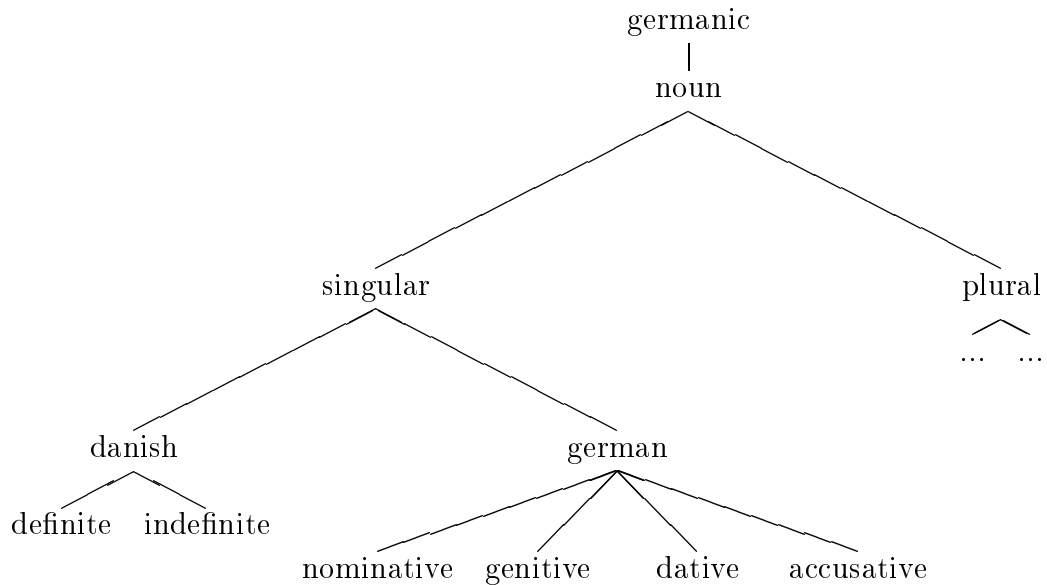 germanic
noun
singular plural
... ...
danish german
definite indefinite
nominative genitive dative accusative